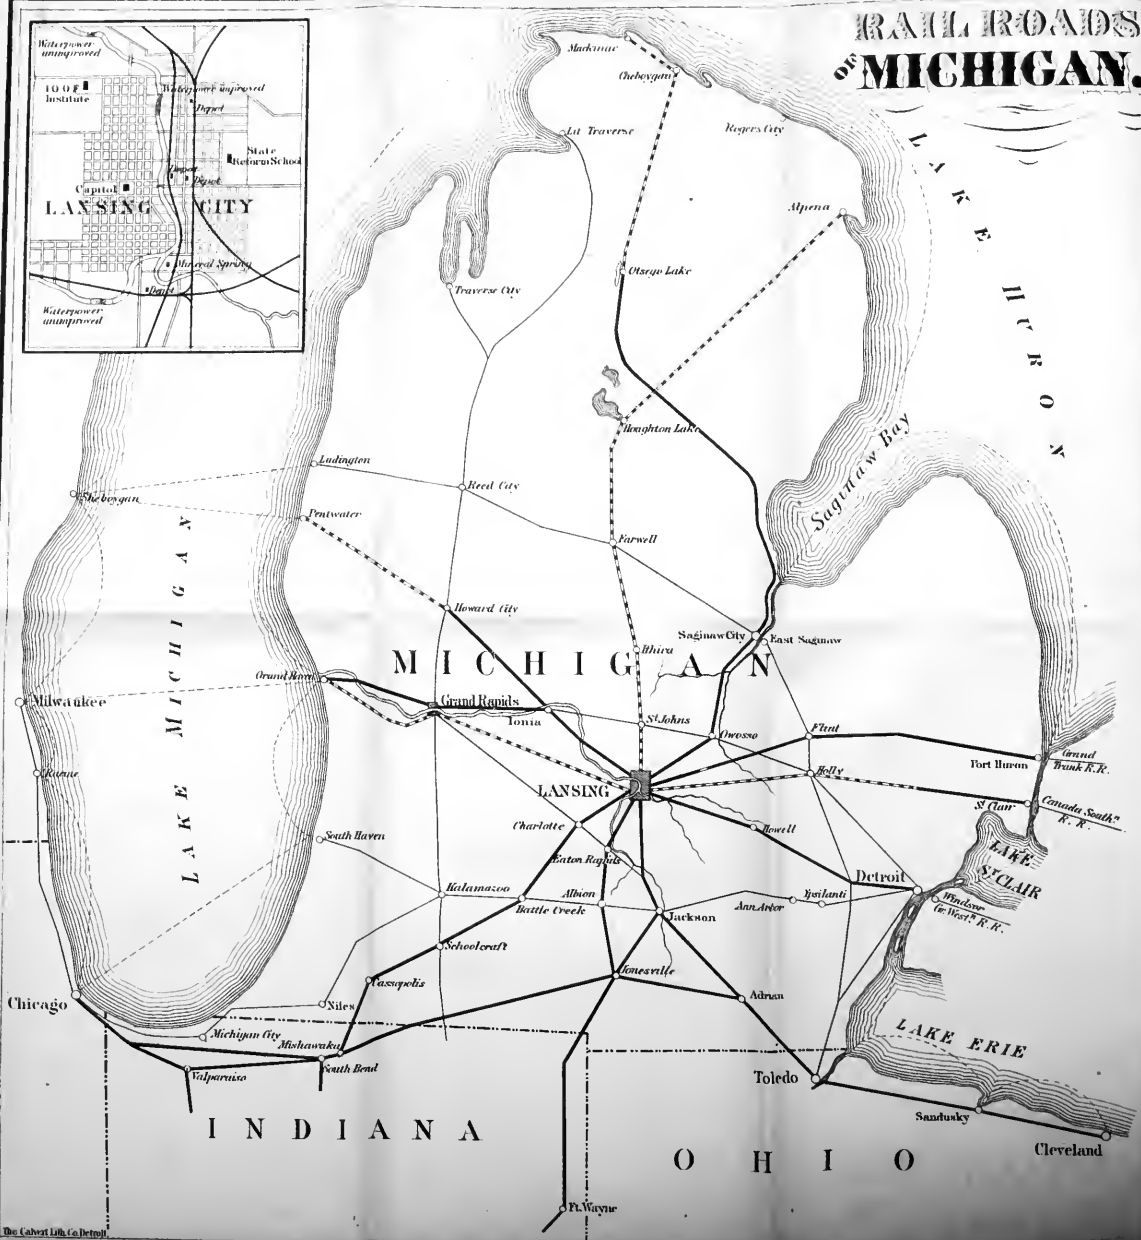 RAIL ROADS
OF MICHIGAN.
Waterpower
unimproved
I O O F
Institute
Waterpower improved
Depot
State
Reform School
Depot
Depot
Capitol
LANSING CITY
Mineral Spring
Depot
Waterpower
unimproved
Mackinac
Cheboygan
Rogers City
Lit Traverse
Alpena
LAKE HURON
Otsego Lake
Traverse City
Houghton Lake
Saginaw Bay
Ludington
Reed City
Sheboygan
Pentwater
Farwell
LAKE MICHIGAN
Howard City
Saginaw City
East Saginaw
Ithica
MICHIGAN
Grand Haven
Milwaukee
Grand Rapids
Ionia
St Johns
Owosso
Flint
Port Huron
Grand
Trunk R.R.
Racine
Holly
LANSING
St Clair
Canada Southn
R. R.
Charlotte
Howell
South Haven
LAKE
ST CLAIR
Eaton Rapids
Detroit
Kalamazoo
Albion
Ypsilanti
Battle Creek
Ann Arbor
Windsor
Gr. Westn R.R.
Jackson
Schoolcraft
Jonesville
Cassopolis
Adrian
Chicago
Niles
Michigan City
LAKE ERIE
Mishawaka
South Bend
Valparaiso
Toledo
Sandusky
INDIANA
Cleveland
OHIO
Ft. Wayne
The Calvert Lith. Co. Detroit.